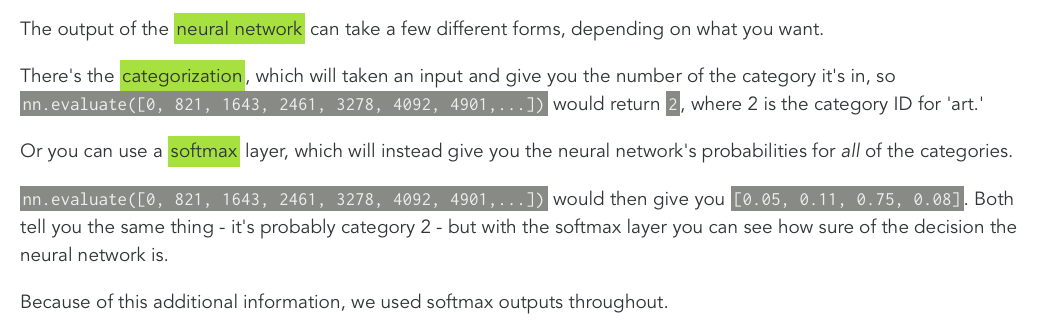 The output of the neural network can take a few different forms, depending on what you want.
There's the categorization, which will taken an input and give you the number of the category it's in, so
nn.evaluate([0, 821, 1643, 2461, 3278, 4092, 4901,...]) would return 2, where 2 is the category ID for 'art.'
Or you can use a softmax layer, which will instead give you the neural network's probabilities for all of the categories.
nn.evaluate([0, 821, 1643, 2461, 3278, 4092, 4901,...]) would then give you [0.05, 0.11, 0.75, 0.08]. Both
tell you the same thing - it's probably category 2 - but with the softmax layer you can see how sure of the decision the
neural network is.
Because of this additional information, we used softmax outputs throughout.